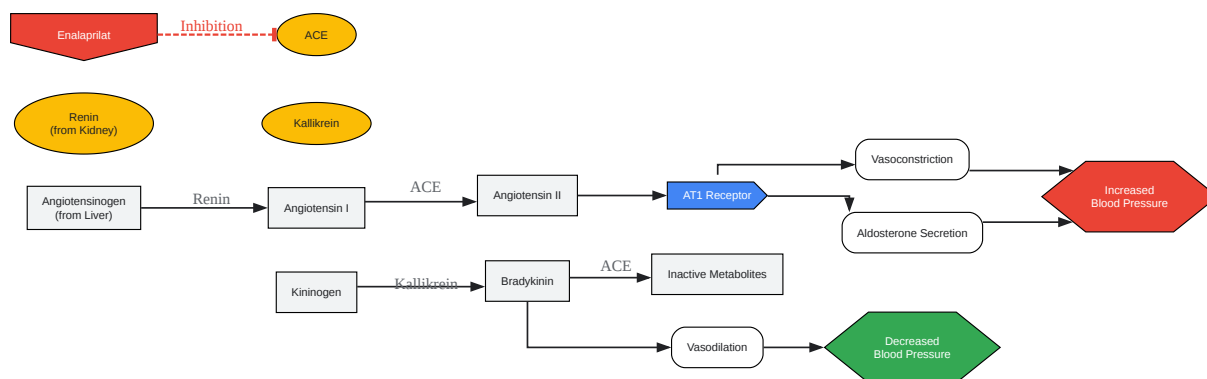 Enalaprilat
Inhibition
ACE
Renin
(from Kidney)
Kallikrein
Angiotensinogen
(from Liver)
Renin
Angiotensin I
ACE
Angiotensin II
AT1 Receptor
Vasoconstriction
Aldosterone Secretion
Increased
Blood Pressure
Kininogen
Kallikrein
Bradykinin
ACE
Inactive Metabolites
Vasodilation
Decreased
Blood Pressure